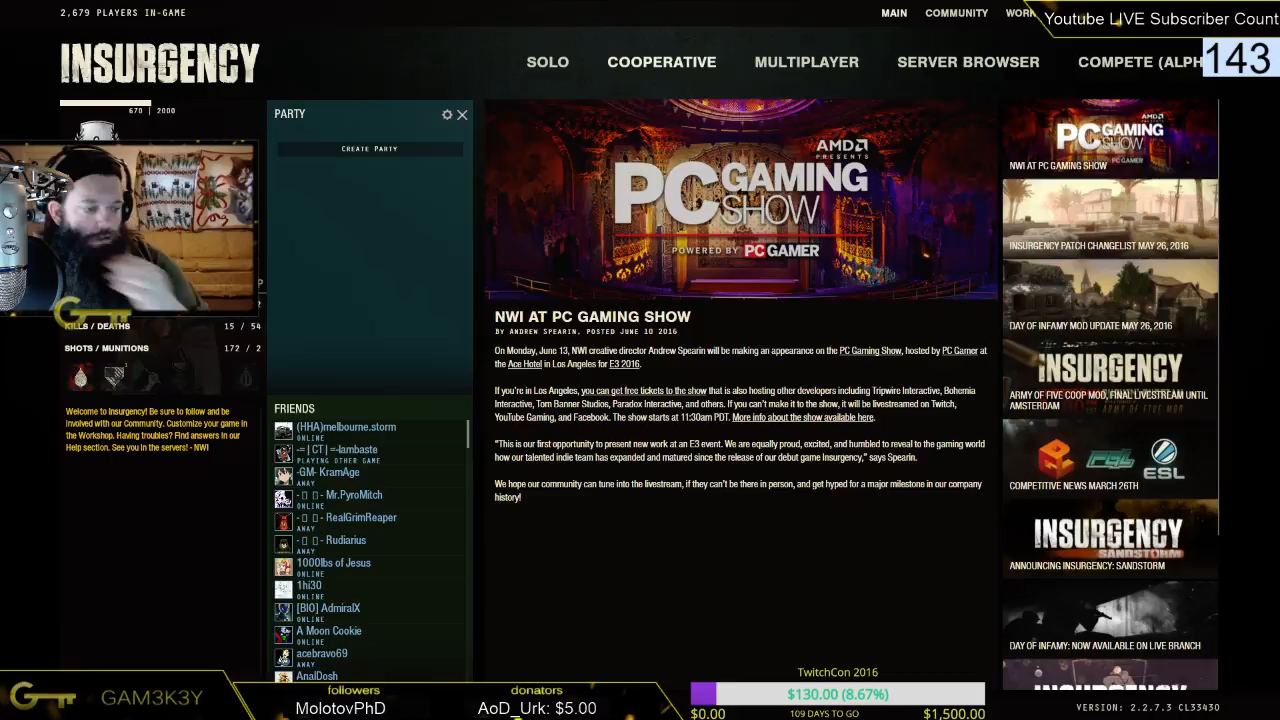 2,679 PLAYERS IN-GAME
MAIN
COMMUNITY
Youtube LIVE Subscriber Count
143
INSURGENCY
SOLO
COOPERATIVE
MULTIPLAYER
SERVER BROWSER
COMPETE (ALPH
670 | 2000
PARTY
CREATE PARTY
KILLS / DEATHS
15 / 54
SHOTS / MUNITIONS
172 / 2
Welcome to Insurgency! Be sure to follow and be
involved with our Community. Customize your game
in the Workshop. Having troubles? Find answers in our
Help section. See you in the servers! - NWI
FRIENDS
(HHA)melbourne.storm
ONLINE
-=|CT|=-lambaste
PLAYING OTHER GAME
-GM- KramAge
AWAY
- Mr.PyroMitch
ONLINE
- RealGrimReaper
AWAY
- Rudiarius
AWAY
1000lbs of Jesus
ONLINE
1hi30
ONLINE
[BIO] AdmiralX
ONLINE
A Moon Cookie
ONLINE
acebravo69
AWAY
AnalDosh
AMD
PRESENTS
PC GAMING
SHOW
POWERED BY PC GAMER
NWI AT PC GAMING SHOW
BY ANDREW SPEARIN, POSTED JUNE 10 2016
On Monday, June 13, NWI creative director Andrew Spearin will be making an appearance on the PC Gaming Show, hosted by PC Gamer at
the Ace Hotel in Los Angeles for E3 2016.
If you're in Los Angeles, you can get free tickets to the show that is also hosting other developers including Tripwire Interactive, Bohemia
Interactive, Torn Banner Studios, Paradox Interactive, and others. If you can't make it to the show, it will be livestreamed on Twitch,
YouTube Gaming, and Facebook. The show starts at 11:30am PDT. More info about the show available here.
"This is our first opportunity to present new work at an E3 event. We are equally proud, excited, and humbled to reveal to the gaming world
how our talented indie team has expanded and matured since the release of our debut game Insurgency," says Spearin.
We hope our community can tune into the livestream, if they can't be there in person, and get hyped for a major milestone in our company
history!
AMD
PRESENTS
PC GAMING
SHOW
PC GAMER
NWI AT PC GAMING SHOW
INSURGENCY PATCH CHANGELIST MAY 26, 2016
DAY OF INFAMY MOD UPDATE MAY 26, 2016
INSURGENCY
ARMY OF FIVE COOP MOD, FINAL LIVESTREAM UNTIL
AMSTERDAM
ESL
COMPETITIVE NEWS MARCH 26TH
INSURGENCY
SANDSTORM
ANNOUNCING INSURGENCY: SANDSTORM
DAY OF INFAMY: NOW AVAILABLE ON LIVE BRANCH
VERSION: 2.2.7.3 CL33430
GAM3K3Y
followers
MolotovPhD
donators
AoD_Urk: $5.00
TwitchCon 2016
$130.00 (8.67%)
$0.00
109 DAYS TO GO
$1,500.00